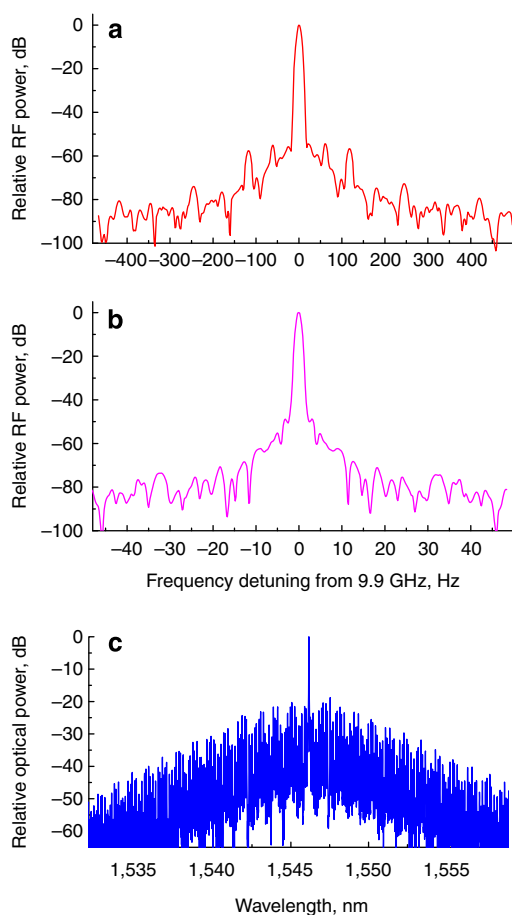 a
Relative RF power, dB
0
−20
−40
−60
−80
−100
−400 −300 −200 −100 0 100 200 300 400
b
Relative RF power, dB
0
−20
−40
−60
−80
−100
−40 −30 −20 −10 0 10 20 30 40
Frequency detuning from 9.9 GHz, Hz
c
Relative optical power, dB
0
−10
−20
−30
−40
−50
−60
1,535 1,540 1,545 1,550 1,555
Wavelength, nm